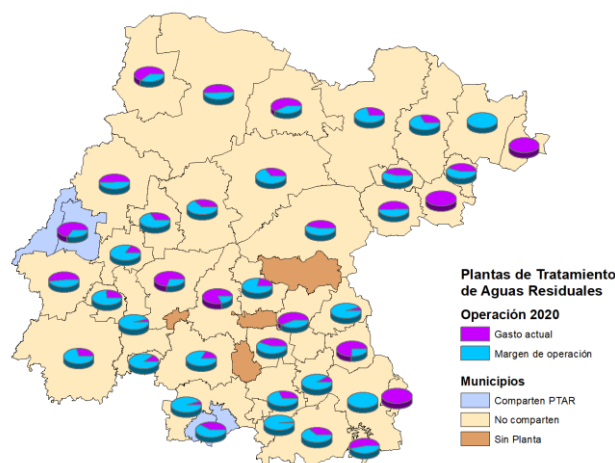 Plantas de Tratamiento
de Aguas Residuales
Operación 2020
Gasto actual
Margen de operación
Municipios
Comparten PTAR
No comparten
Sin Planta